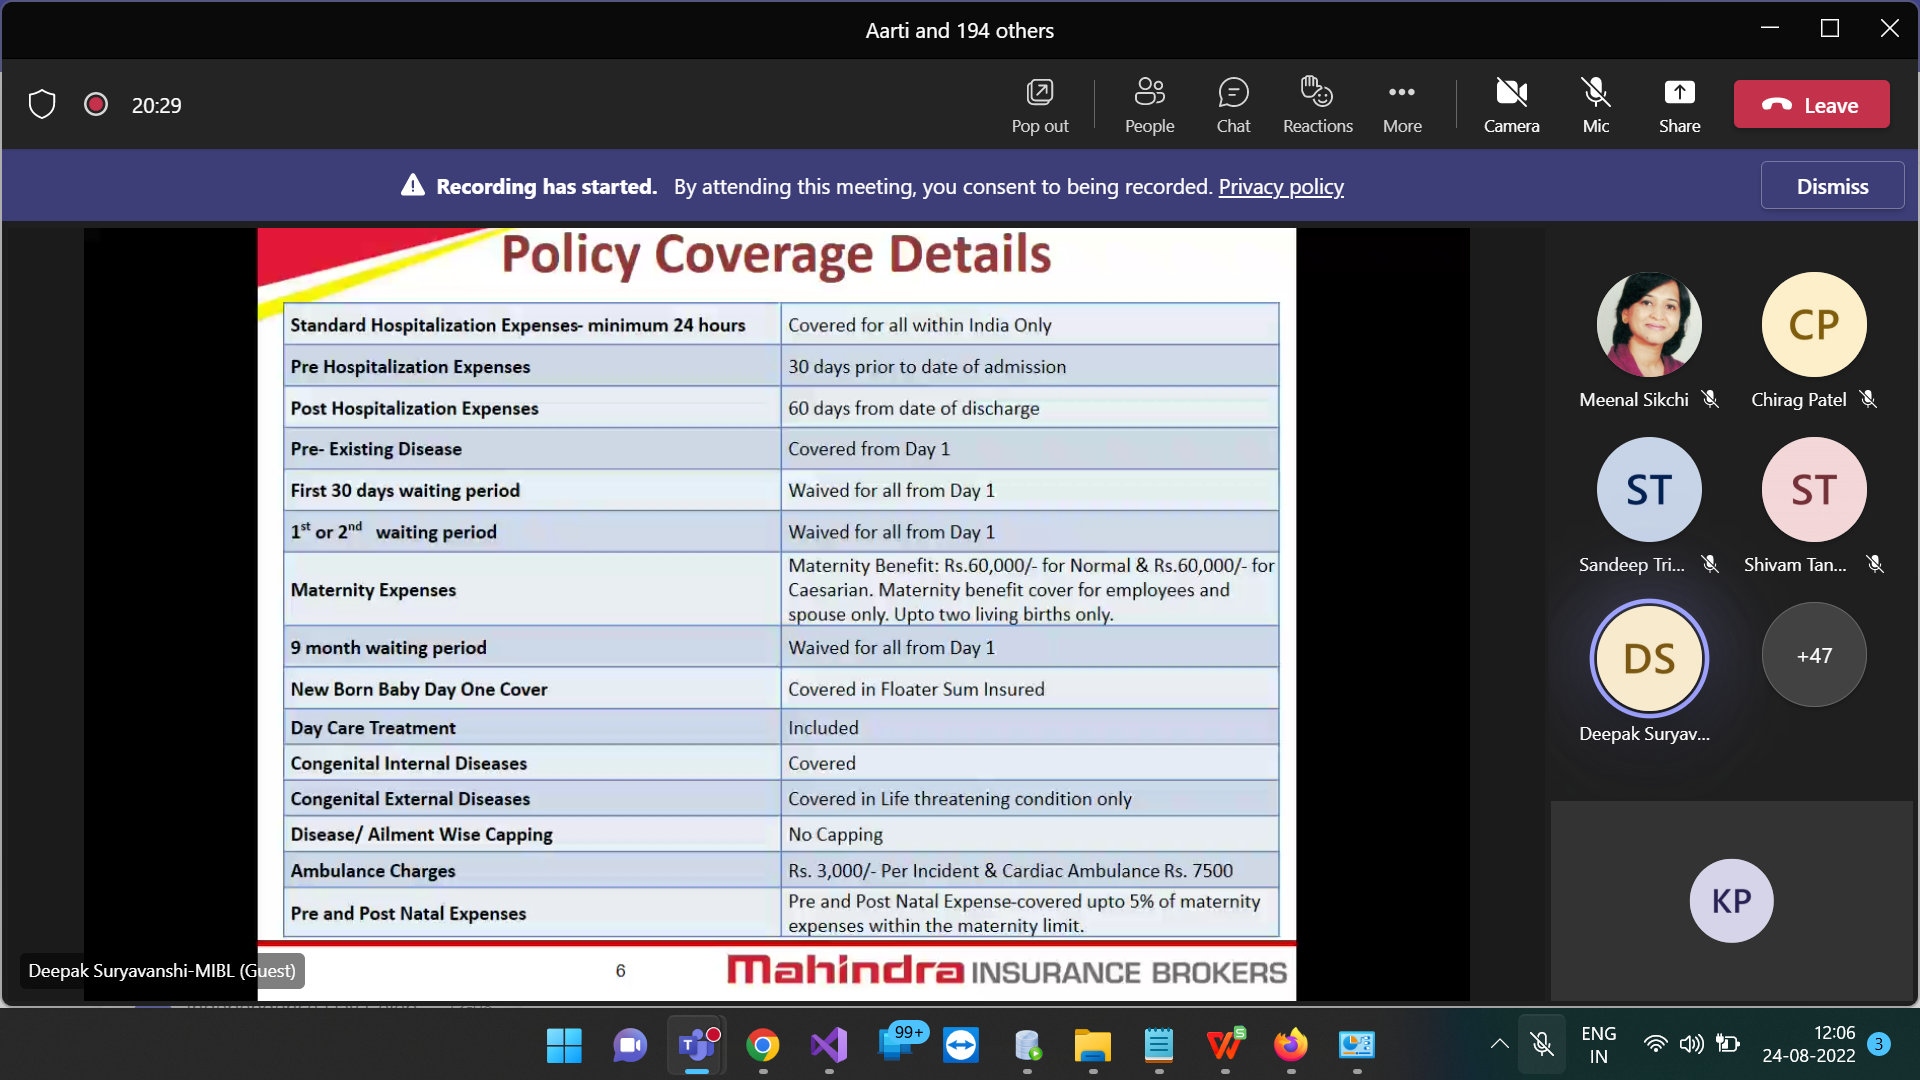 Aarti and 194 others
20:29
Pop out
People
Chat
Reactions
More
Camera
Mic
Share
Leave
Recording has started. By attending this meeting, you consent to being recorded. Privacy policy
Dismiss
Policy Coverage Details
Standard Hospitalization Expenses- minimum 24 hours
Covered for all within India Only
Pre Hospitalization Expenses
30 days prior to date of admission
Post Hospitalization Expenses
60 days from date of discharge
Pre- Existing Disease
Covered from Day 1
First 30 days waiting period
Waived for all from Day 1
1st or 2nd waiting period
Waived for all from Day 1
Maternity Expenses
Maternity Benefit: Rs.60,000/- for Normal & Rs.60,000/- for
Caesarian. Maternity benefit cover for employees and
spouse only. Upto two living births only.
9 month waiting period
Waived for all from Day 1
New Born Baby Day One Cover
Covered in Floater Sum Insured
Day Care Treatment
Included
Congenital Internal Diseases
Covered
Congenital External Diseases
Covered in Life threatening condition only
Disease/ Ailment Wise Capping
No Capping
Ambulance Charges
Rs. 3,000/- Per Incident & Cardiac Ambulance Rs. 7500
Pre and Post Natal Expenses
Pre and Post Natal Expense-covered upto 5% of maternity
expenses within the maternity limit.
6
Mahindra INSURANCE BROKERS
Deepak Suryavanshi-MIBL (Guest)
Meenal Sikchi
CP
Chirag Patel
ST
Sandeep Tri...
ST
Shivam Tan...
DS
Deepak Suryav...
+47
KP
99+
S
ENG
IN
12:06
24-08-2022
3